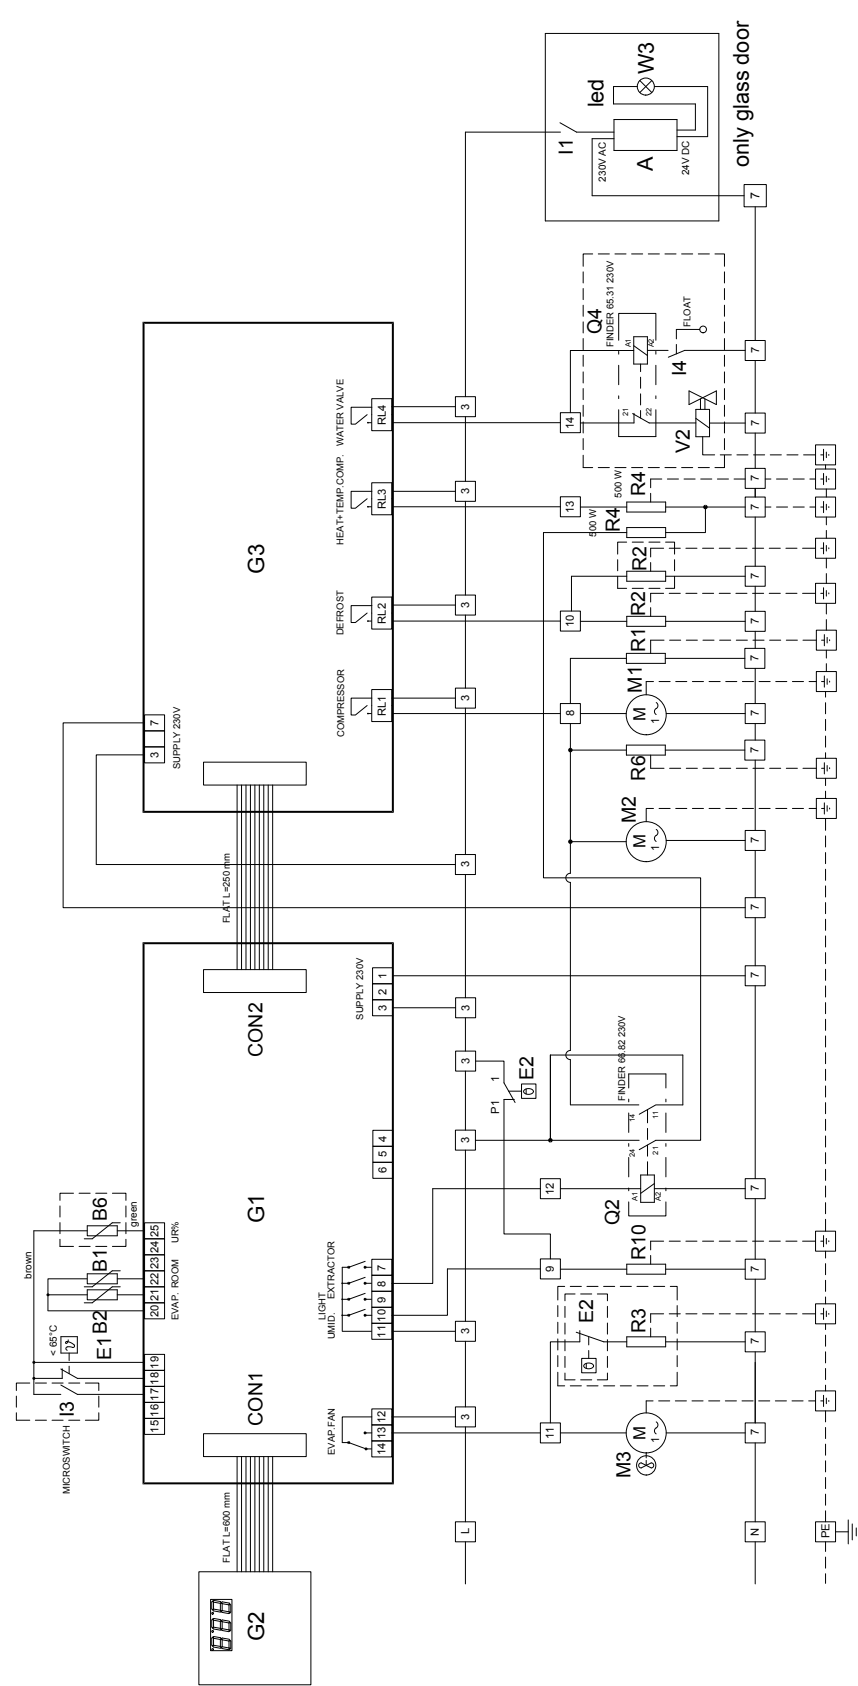 G2
FLAT L=600 mm
MICROSWITCH
I3
E1
< 65°C
brown
green
B2
B1
B6
15 16 17 18 19
20 21 22 23 24 25
EVAP. ROOM UR%
CON1
G1
CON2
EVAP.FAN
14 13 12
UMID.
LIGHT
EXTRACTOR
11 10 9 8 7
6 5 4
SUPPLY 230V
3 2 1
FLAT L=250 mm
3 7
SUPPLY 230V
G3
COMPRESSOR
RL1
DEFROST
RL2
HEAT+TEMP.COMP.
RL3
WATER VALVE
RL4
L 3 3 3 3 3 3 3 3 3 3
P1 1
E2
11
9
12
8
10
13
14
M3
M
1~
E2
R3
R10
Q2
FINDER 66.82 230V
A1
A2
24
21
14
11
M2
M
1~
R6
M1
M
1~
R1
R2
R2
500 W
R4
500 W
R4
Q4
FINDER 65.31 230V
21
22
A1
A2
V2
I4
FLOAT
I1
230V AC
A
24V DC
led
W3
only glass door
N 7 7 7 7 7 7 7 7 7 7 7 7 7 7 7 7 7
PE